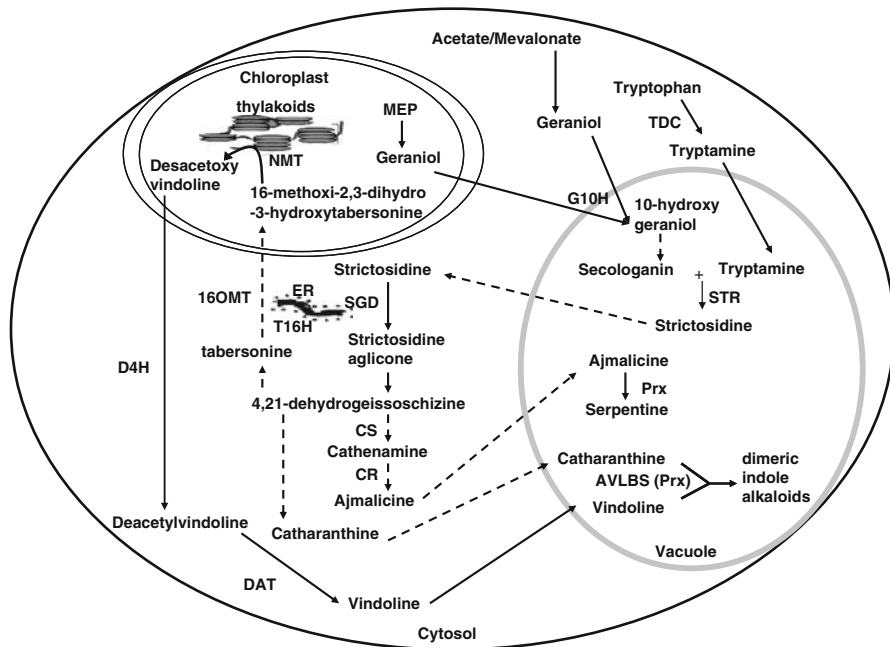 Acetate/Mevalonate
Chloroplast
thylakoids
MEP
Tryptophan
TDC
Geraniol
NMT
Geraniol
Tryptamine
Desacetoxy
vindoline
16-methoxi-2,3-dihydro
-3-hydroxytabersonine
G10H
10-hydroxy
geraniol
Strictosidine
Secologanin
+
Tryptamine
16OMT
ER
SGD
STR
T16H
Strictosidine
tabersonine
Strictosidine
aglicone
D4H
Ajmalicine
Prx
4,21-dehydrogeissoschizine
Serpentine
CS
Cathenamine
CR
Catharanthine
dimeric
AVLBS (Prx)
indole
Ajmalicine
Vindoline
alkaloids
Deacetylvindoline
Catharanthine
Vacuole
DAT
Vindoline
Cytosol